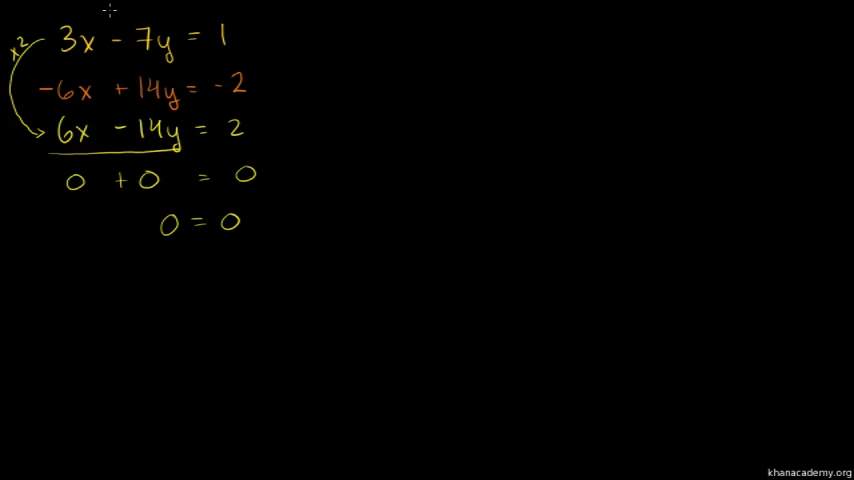 3x - 7y = 1
x2
-6x + 14y = -2
6x - 14y = 2
0 + 0 = 0
0 = 0
khanacademy.org